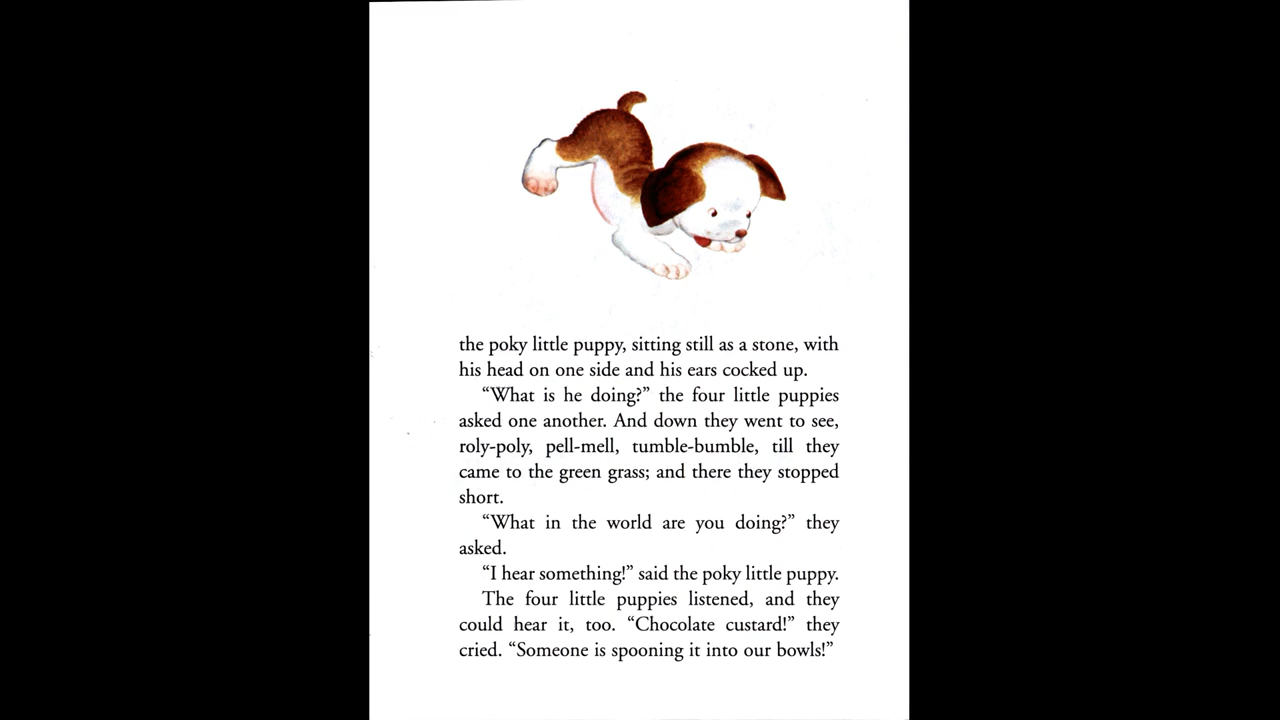 the poky little puppy, sitting still as a stone, with
his head on one side and his ears cocked up.
“What is he doing?” the four little puppies
asked one another. And down they went to see,
roly-poly, pell-mell, tumble-bumble, till they
came to the green grass; and there they stopped
short.
“What in the world are you doing?” they
asked.
“I hear something!” said the poky little puppy.
The four little puppies listened, and they
could hear it, too. “Chocolate custard!” they
cried. “Someone is spooning it into our bowls!”